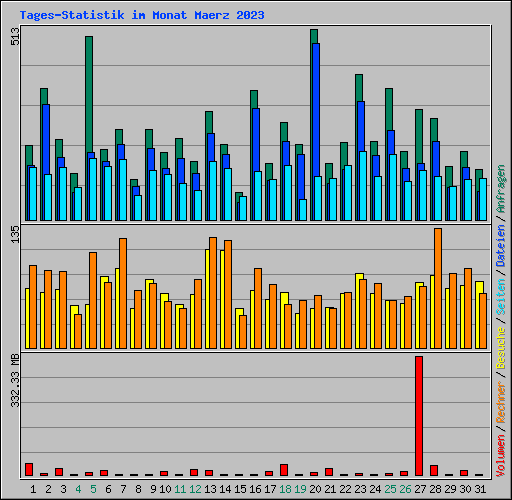 Tages-Statistik im Monat Maerz 2023
513
135
332.33 MB
Volumen / Rechner / Besuche / Seiten / Dateien / Anfragen
1 2 3 4 5 6 7 8 9 10 11 12 13 14 15 16 17 18 19 20 21 22 23 24 25 26 27 28 29 30 31